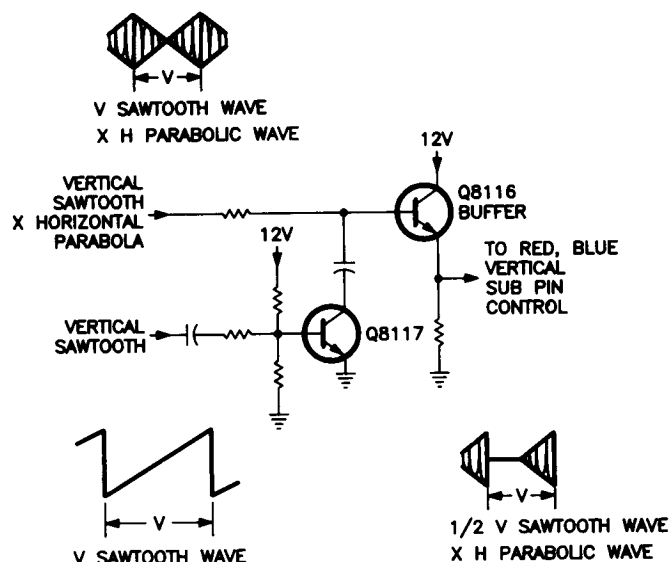 V
V SAWTOOTH WAVE
X H PARABOLIC WAVE
12V
Q8116
BUFFER
VERTICAL
SAWTOOTH
X HORIZONTAL
PARABOLA
12V
TO RED, BLUE
VERTICAL
SUB PIN
CONTROL
VERTICAL
SAWTOOTH
Q8117
V
V SAWTOOTH WAVE
V
1/2 V SAWTOOTH WAVE
X H PARABOLIC WAVE